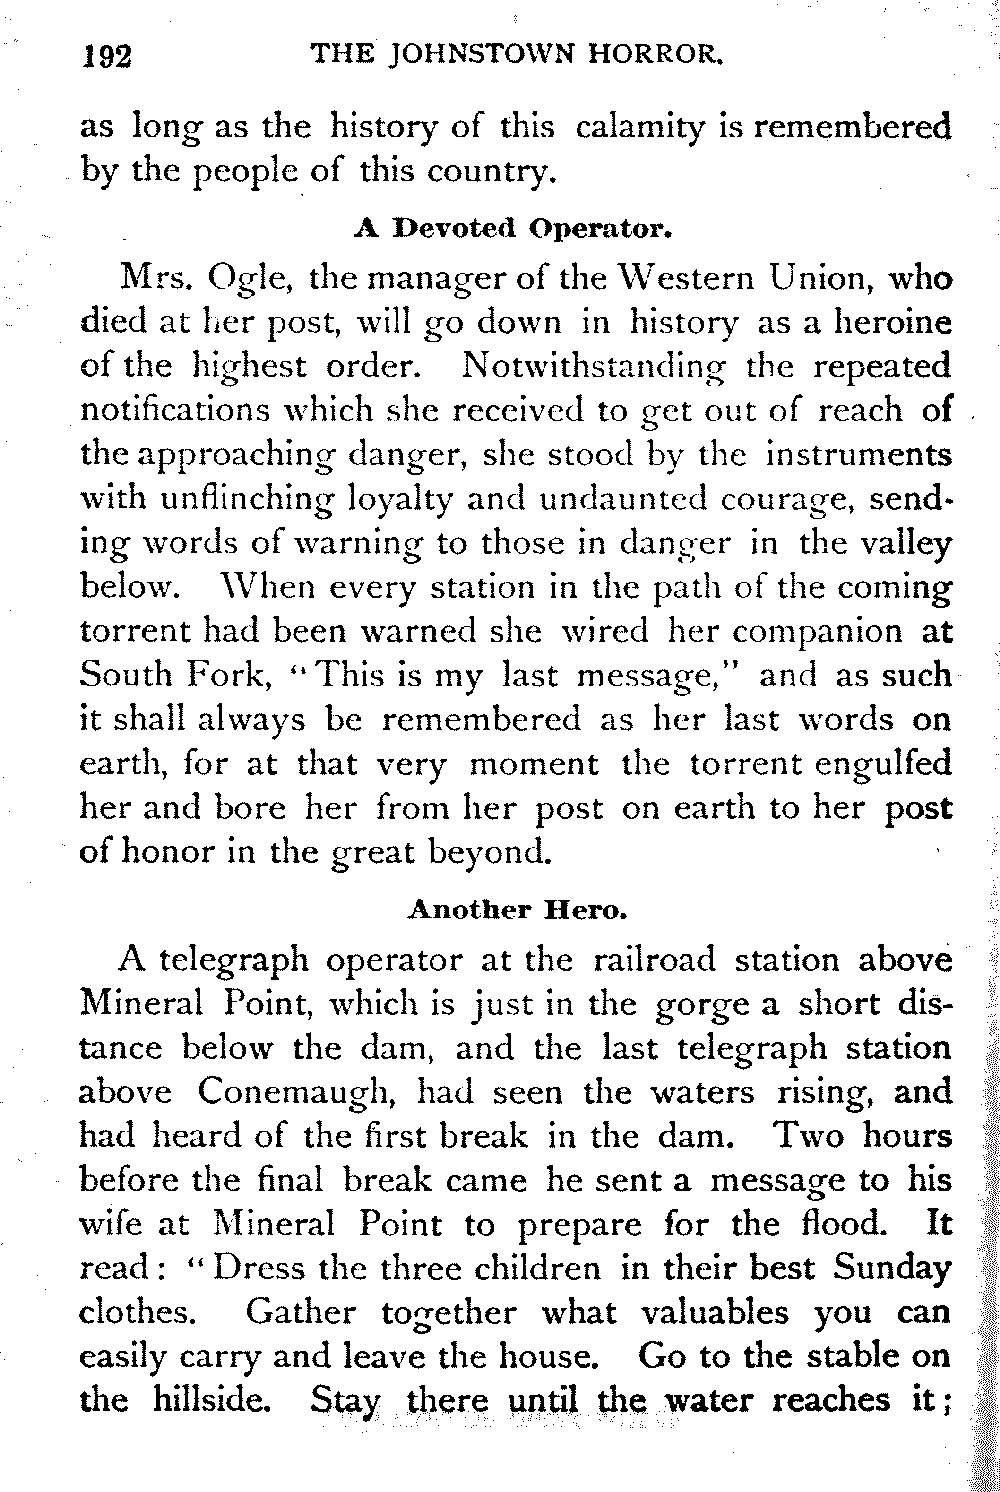 192 THE JOHNSTOWN HORROR.
as long as the history of this calamity is remembered
by the people of this country.
A Devoted Operator.
Mrs. Ogle, the manager of the Western Union, who
died at her post, will go down in history as a heroine
of the highest order. Notwithstanding the repeated
notifications which she received to get out of reach of
the approaching danger, she stood by the instruments
with unflinching loyalty and undaunted courage, send-
ing words of warning to those in danger in the valley
below. When every station in the path of the coming
torrent had been warned she wired her companion at
South Fork, "This is my last message," and as such
it shall always be remembered as her last words on
earth, for at that very moment the torrent engulfed
her and bore her from her post on earth to her post
of honor in the great beyond.
Another Hero.
A telegraph operator at the railroad station above
Mineral Point, which is just in the gorge a short dis-
tance below the dam, and the last telegraph station
above Conemaugh, had seen the waters rising, and
had heard of the first break in the dam. Two hours
before the final break came he sent a message to his
wife at Mineral Point to prepare for the flood. It
read: "Dress the three children in their best Sunday
clothes. Gather together what valuables you can
easily carry and leave the house. Go to the stable on
the hillside. Stay there until the water reaches it;